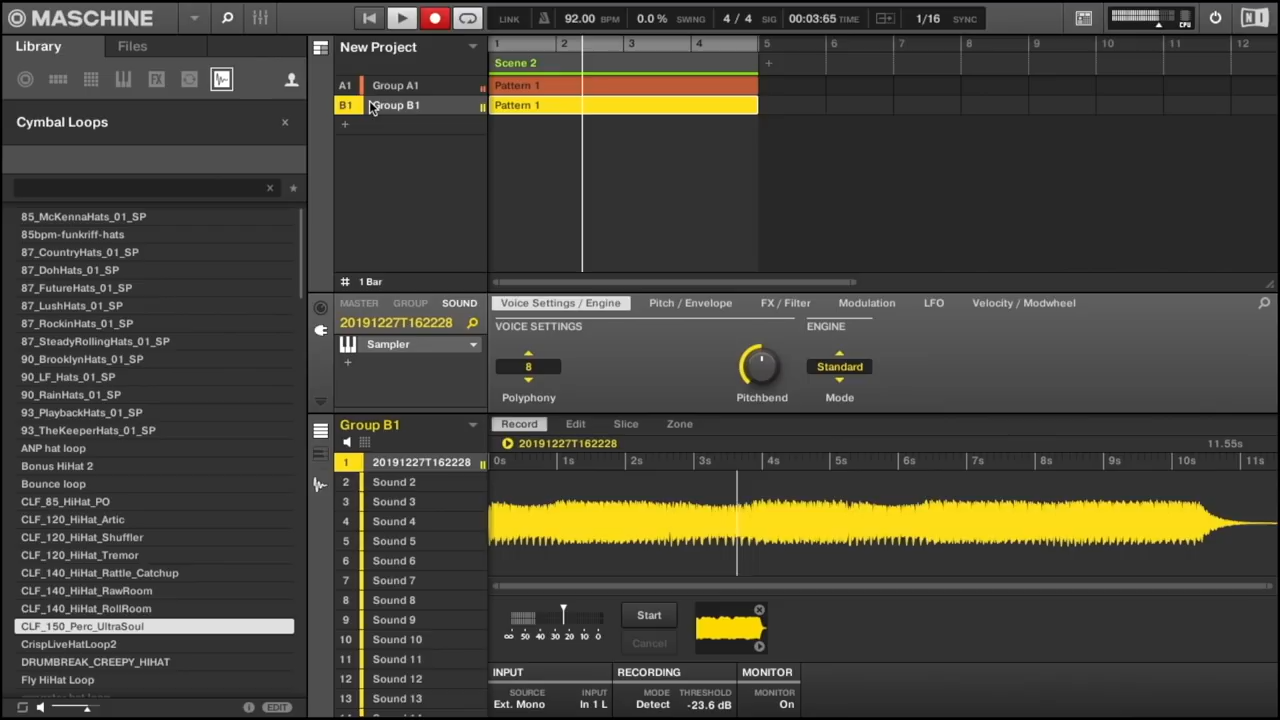 MASCHINE
LINK
92.00 BPM
0.0 % SWING
4 / 4 SIG
00:03:65 TIME
1/16 SYNC
CPU
Library
Files
New Project
1 2 3 4 5 6 7 8 9 10 11 12
Scene 2
+
A1 Group A1
Pattern 1
B1 Group B1
Pattern 1
+
Cymbal Loops
85_McKennaHats_01_SP
85bpm-funkriff-hats
87_CountryHats_01_SP
87_DohHats_01_SP
87_FutureHats_01_SP
87_LushHats_01_SP
87_RockinHats_01_SP
87_SteadyRollingHats_01_SP
90_BrooklynHats_01_SP
90_LF_Hats_01_SP
90_RainHats_01_SP
93_PlaybackHats_01_SP
93_TheKeeperHats_01_SP
ANP hat loop
Bonus HiHat 2
Bounce loop
CLF_85_HiHat_PO
CLF_120_HiHat_Artic
CLF_120_HiHat_Shuffler
CLF_120_HiHat_Tremor
CLF_140_HiHat_Rattle_Catchup
CLF_140_HiHat_RawRoom
CLF_140_HiHat_RollRoom
CLF_150_Perc_UltraSoul
CrispLiveHatLoop2
DRUMBREAK_CREEPY_HIHAT
Fly HiHat Loop
EDIT
1 Bar
MASTER GROUP SOUND
20191227T162228
Sampler
+
Voice Settings / Engine
Pitch / Envelope
FX / Filter
Modulation
LFO
Velocity / Modwheel
VOICE SETTINGS
ENGINE
8
Standard
Polyphony
Pitchbend
Mode
Group B1
1 20191227T162228
2 Sound 2
3 Sound 3
4 Sound 4
5 Sound 5
6 Sound 6
7 Sound 7
8 Sound 8
9 Sound 9
10 Sound 10
11 Sound 11
12 Sound 12
13 Sound 13
Record
Edit
Slice
Zone
20191227T162228
11.55s
0s 1s 2s 3s 4s 5s 6s 7s 8s 9s 10s 11s
∞ 50 40 30 20 10 0
Start
Cancel
INPUT
RECORDING
MONITOR
SOURCE INPUT MODE THRESHOLD MONITOR
Ext. Mono In 1 L Detect -23.6 dB On